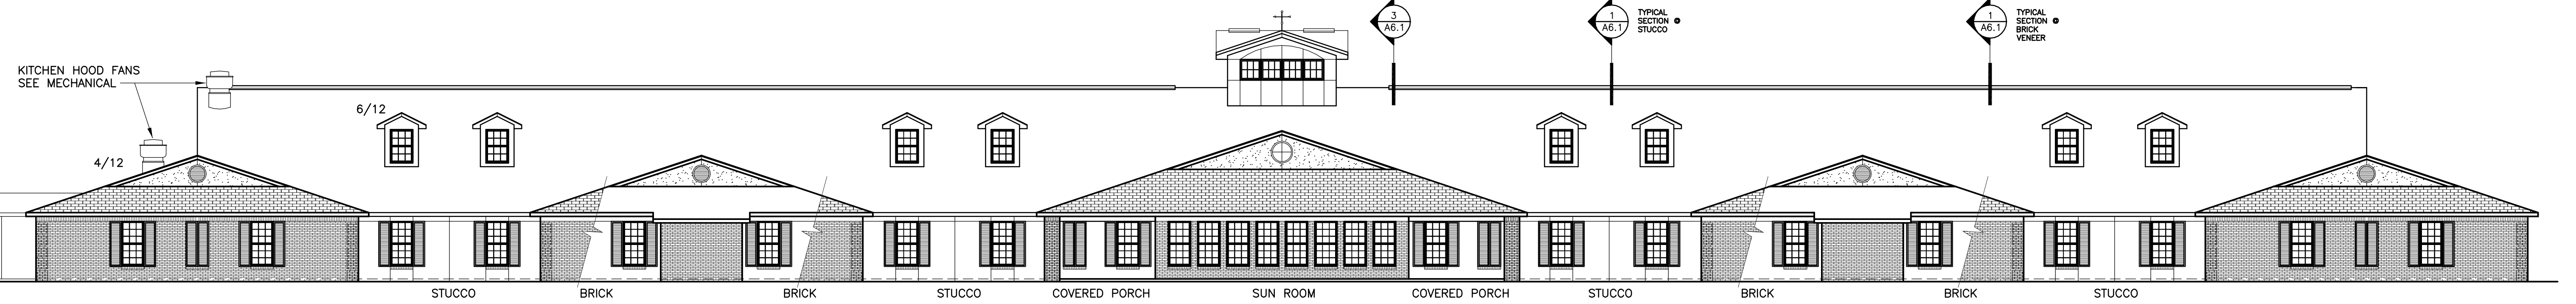 3
A6.1
1
A6.1
TYPICAL
SECTION @
STUCCO
1
A6.1
TYPICAL
SECTION @
BRICK
VENEER
KITCHEN HOOD FANS
SEE MECHANICAL
6/12
4/12
STUCCO
BRICK
BRICK
STUCCO
COVERED PORCH
SUN ROOM
COVERED PORCH
STUCCO
BRICK
BRICK
STUCCO